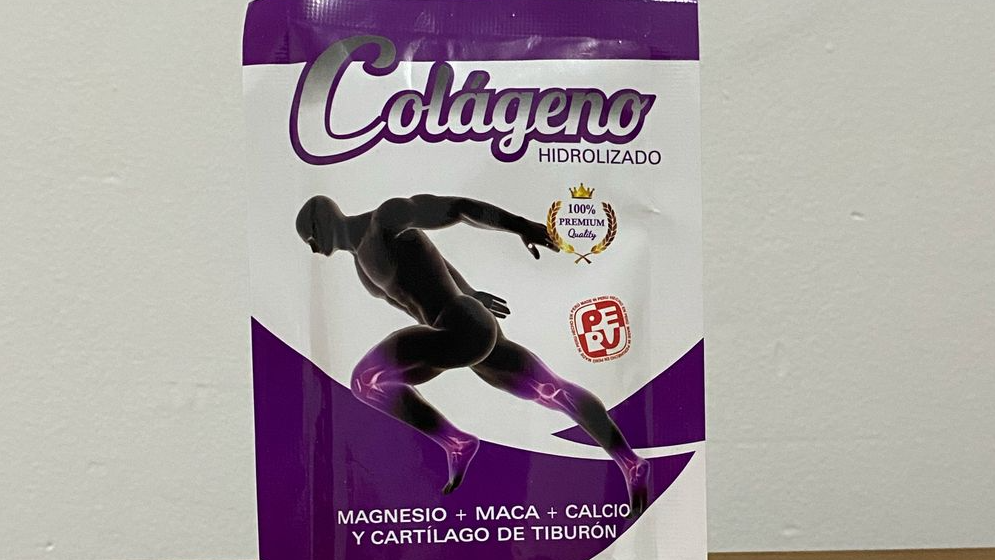 Colágeno
HIDROLIZADO
100%
PREMIUM
Quality
PERU
MAGNESIO + MACA + CALCIO
Y CARTÍLAGO DE TIBURÓN